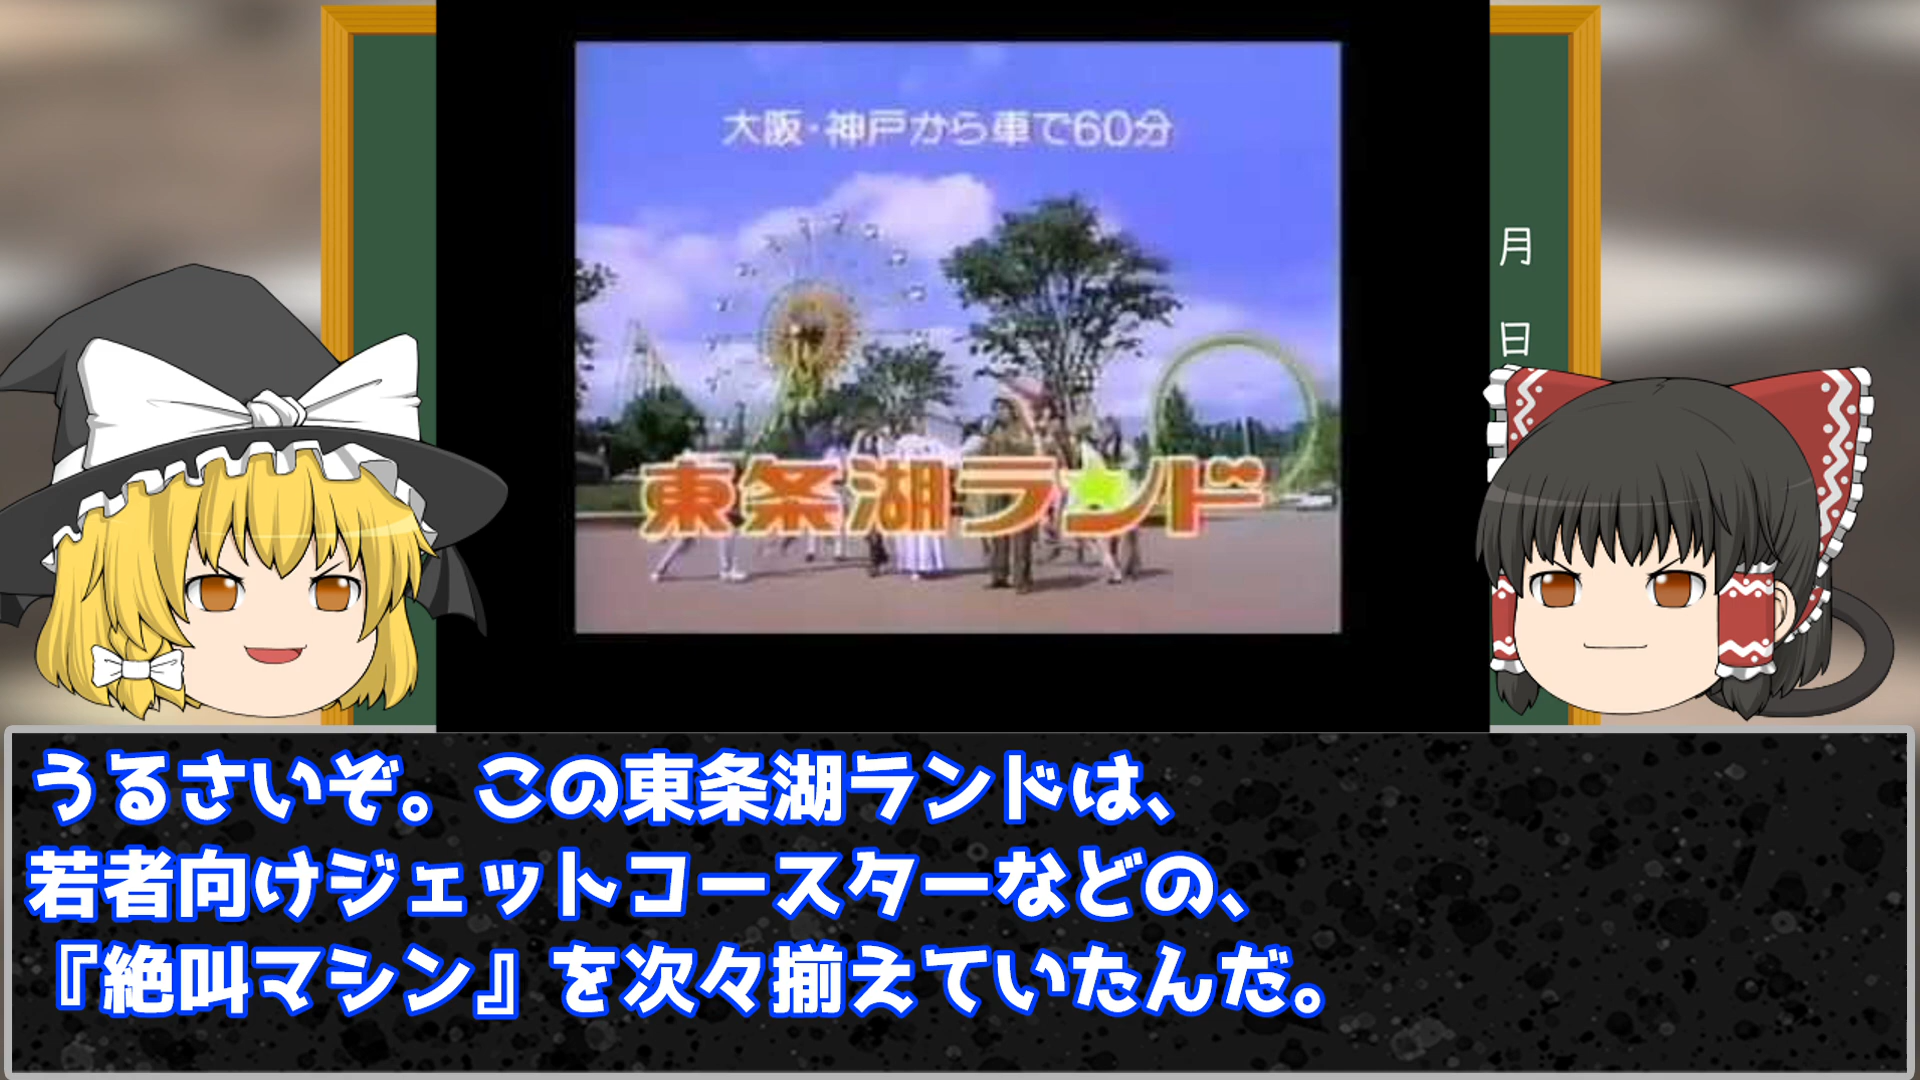 大阪・神戸から車で60分
東条湖ランド
月
日
うるさいぞ。この東条湖ランドは、
若者向けジェットコースターなどの、
『絶叫マシン』を次々揃えていたんだ。